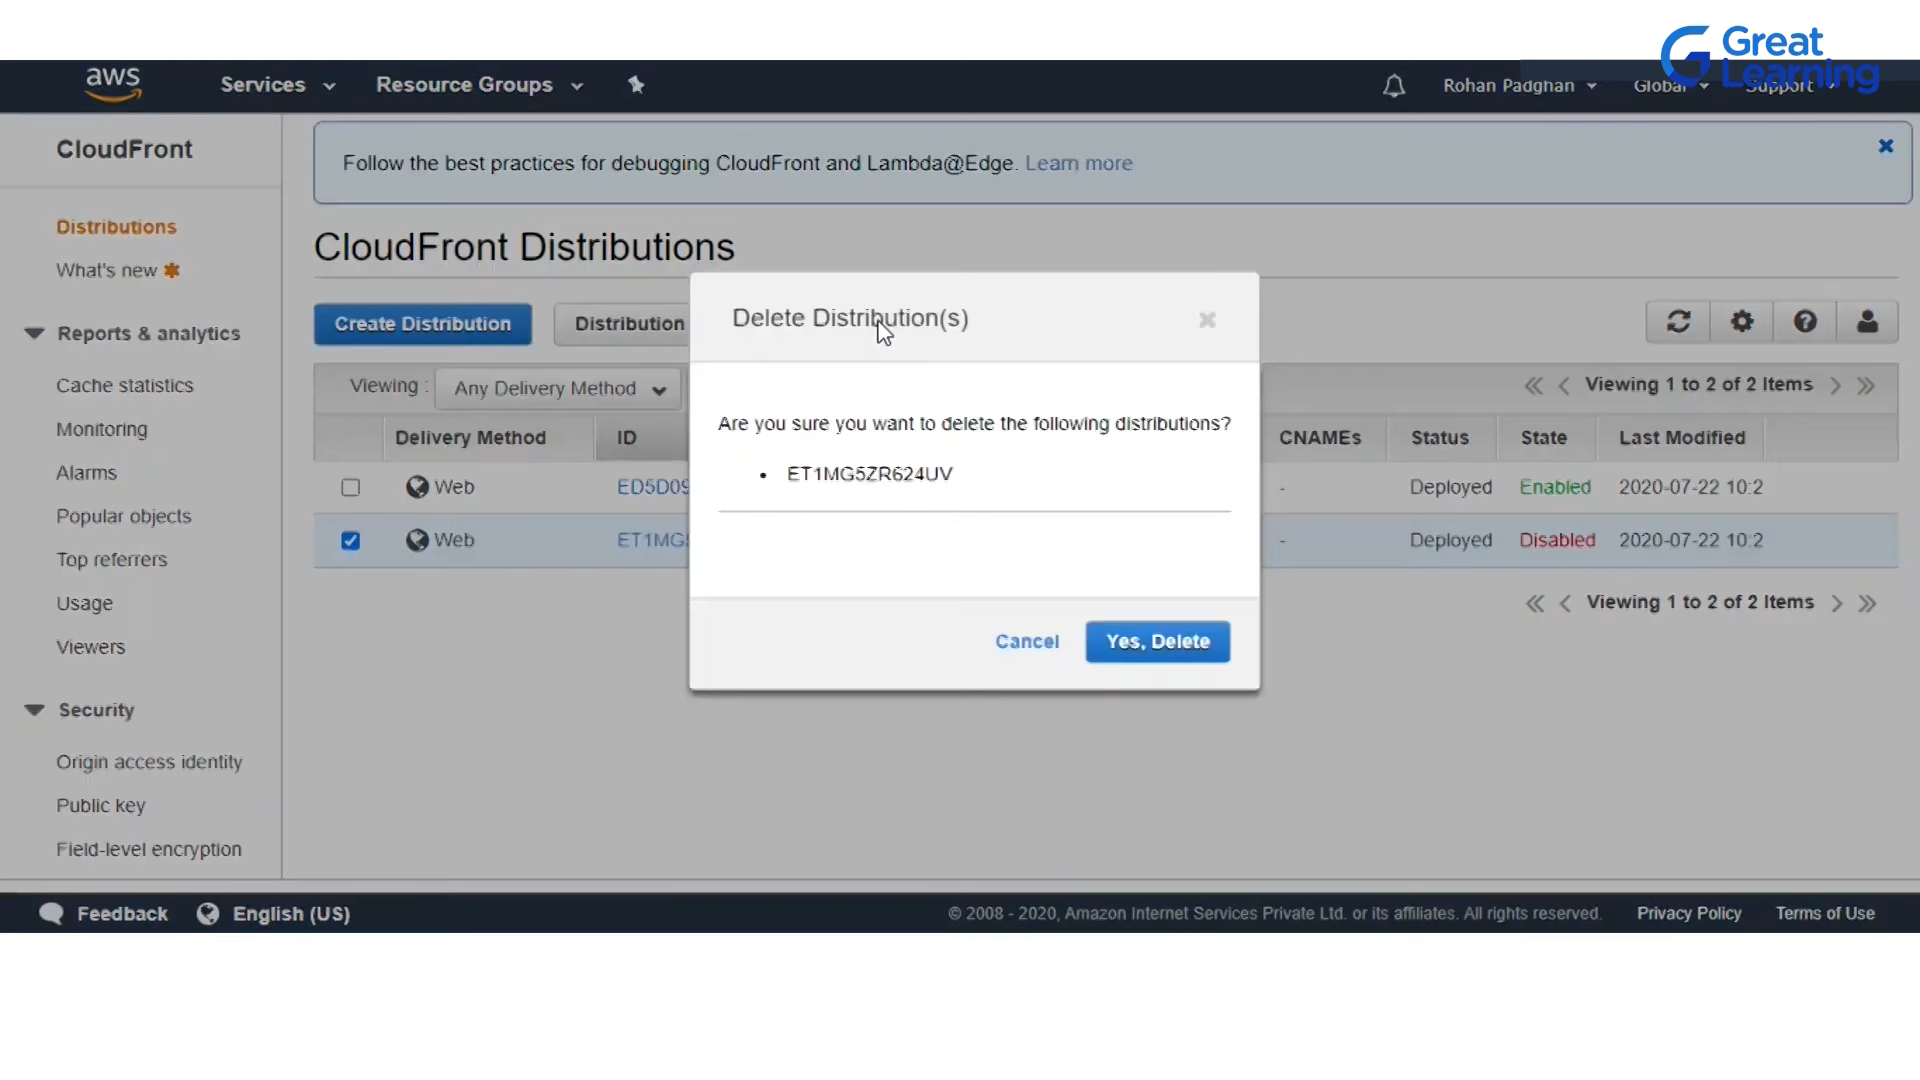 Great
Learning
aws
Services
Resource Groups
Rohan Padghan
Global
Support
CloudFront
Follow the best practices for debugging CloudFront and Lambda@Edge. Learn more
Distributions
What's new
CloudFront Distributions
Reports & analytics
Cache statistics
Monitoring
Alarms
Popular objects
Top referrers
Usage
Viewers
Security
Origin access identity
Public key
Field-level encryption
Create Distribution
Distribution
Viewing :
Any Delivery Method
Viewing 1 to 2 of 2 Items
Delivery Method
ID
CNAMEs
Status
State
Last Modified
Web
ED5D09
-
Deployed
Enabled
2020-07-22 10:2
Web
ET1MG
-
Deployed
Disabled
2020-07-22 10:2
Viewing 1 to 2 of 2 Items
Delete Distribution(s)
Are you sure you want to delete the following distributions?
• ET1MG5ZR624UV
Cancel
Yes, Delete
Feedback
English (US)
© 2008 - 2020, Amazon Internet Services Private Ltd. or its affiliates. All rights reserved.
Privacy Policy
Terms of Use